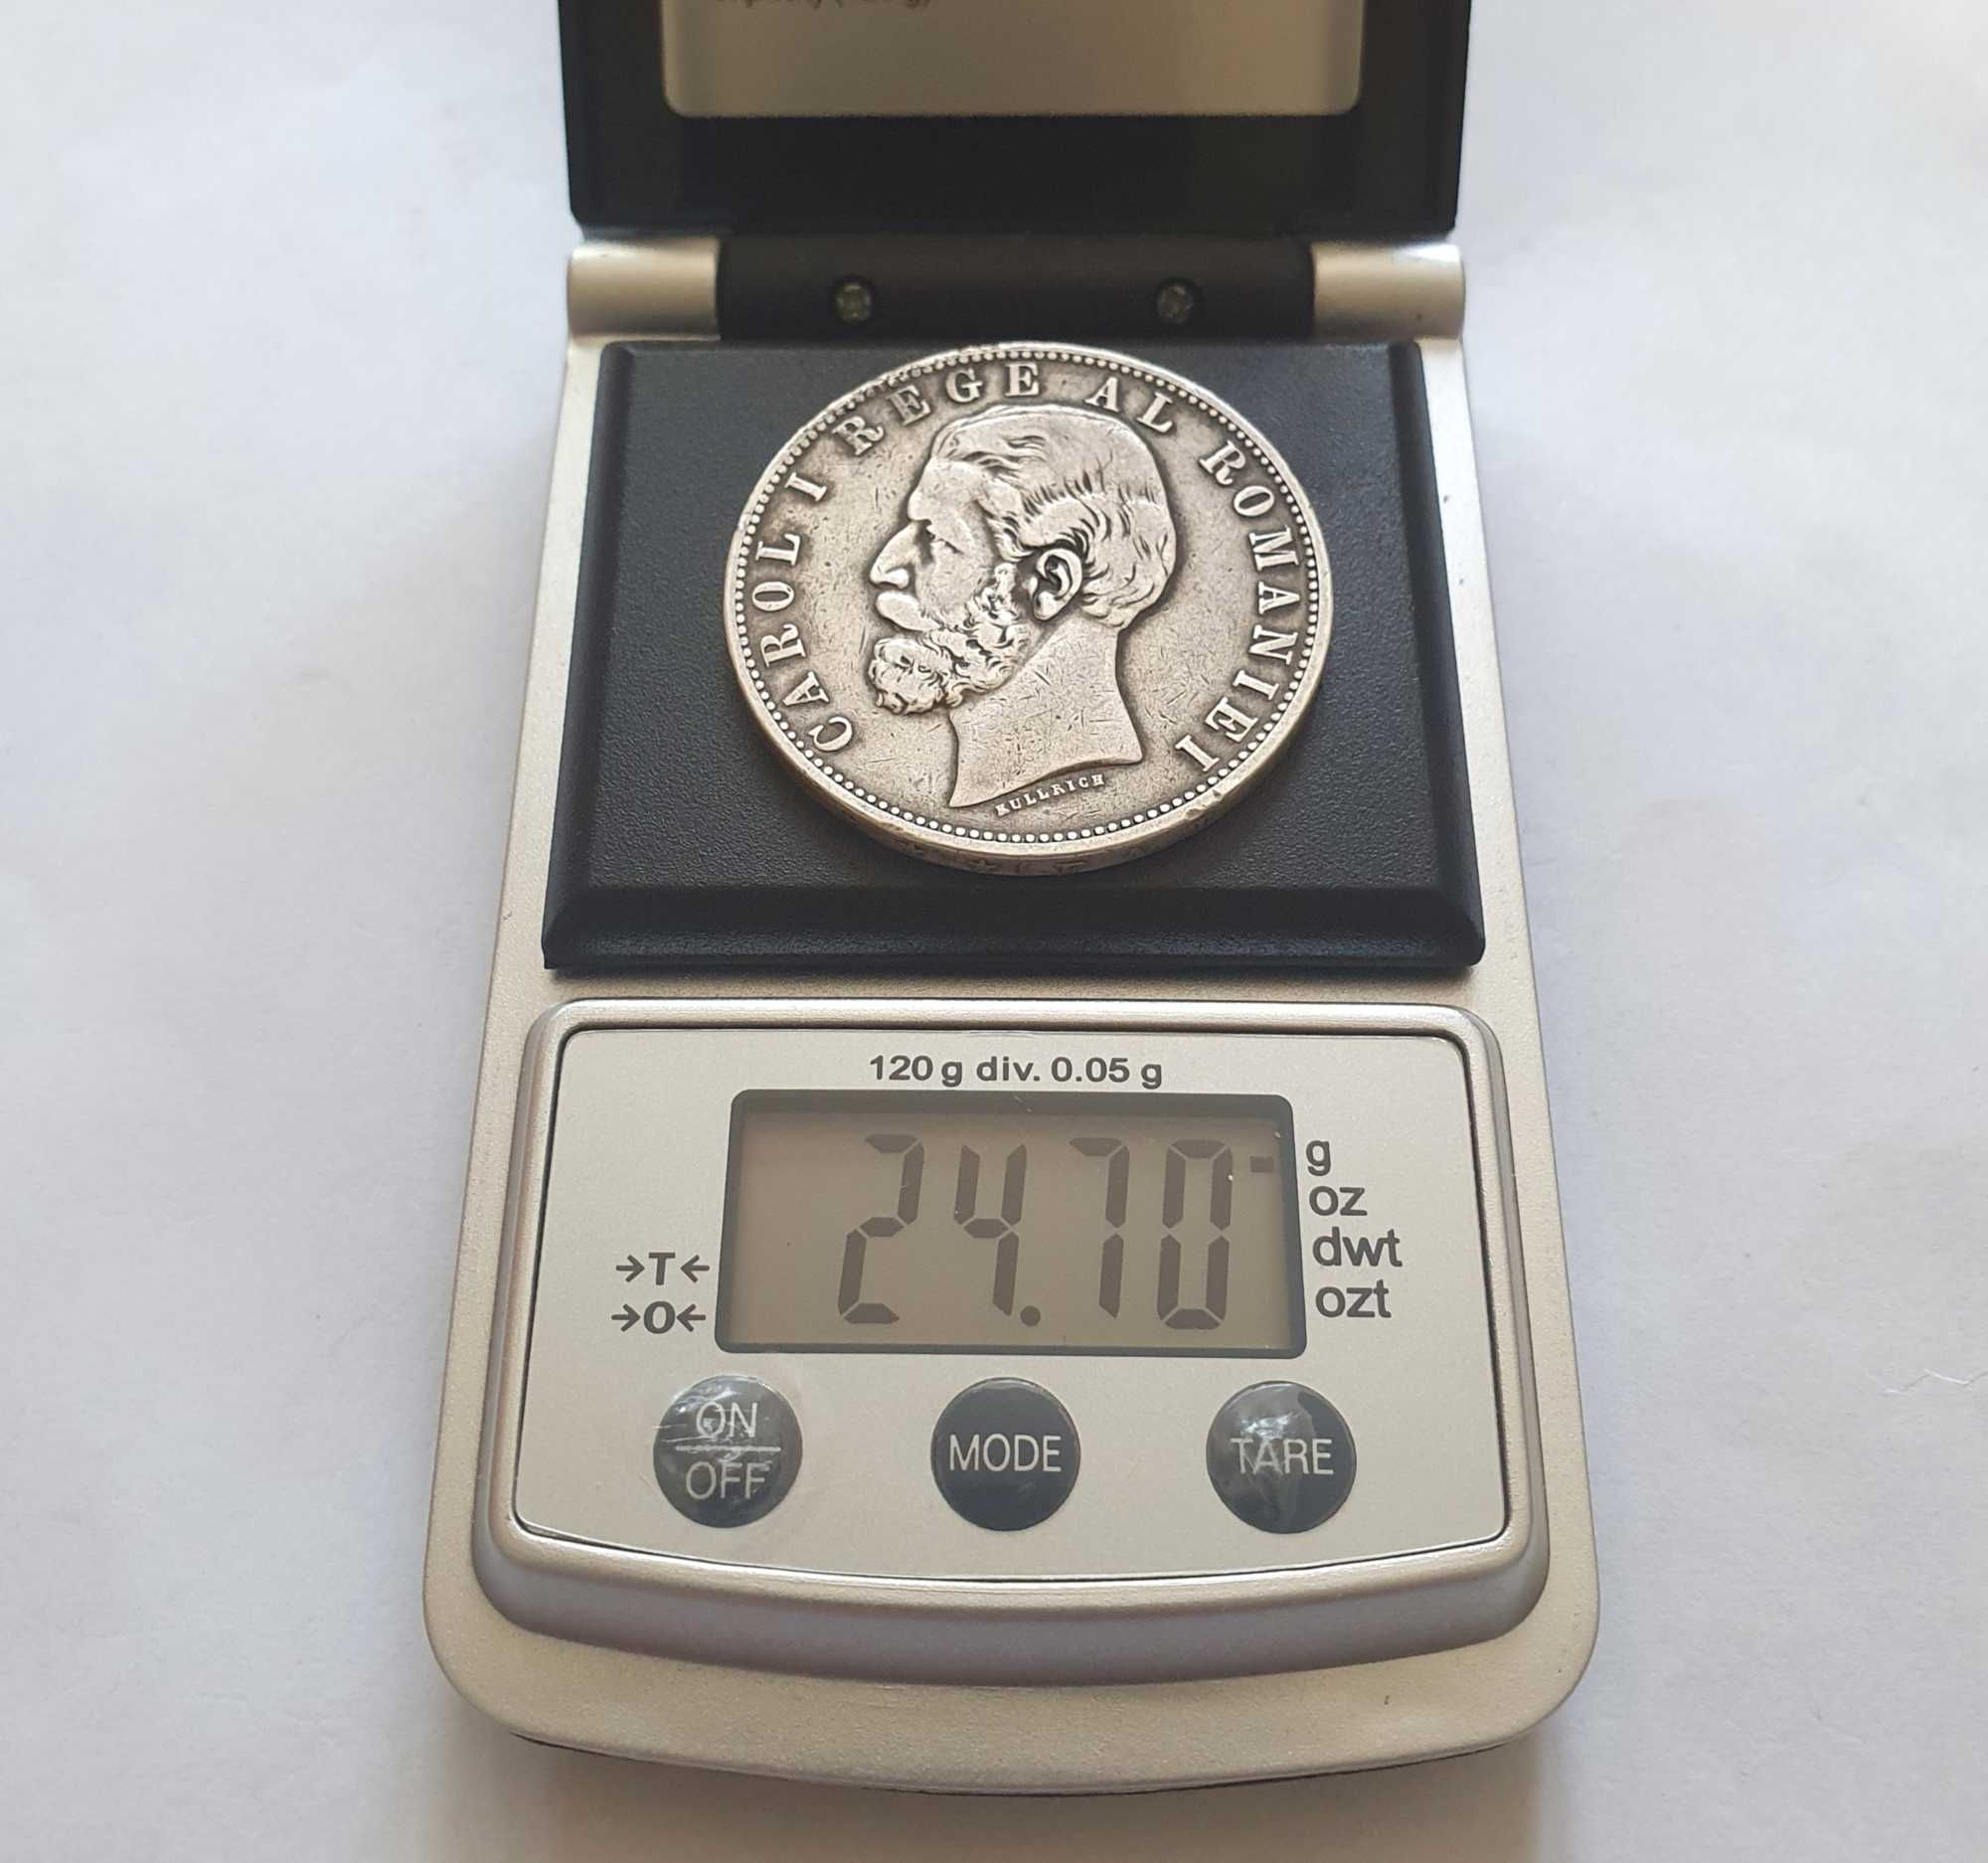 CAROL I REGE AL ROMANIEI
KULLRICH
120 g div. 0.05 g
24.70
g
oz
dwt
ozt
→T←
→0←
ON
OFF
MODE
TARE